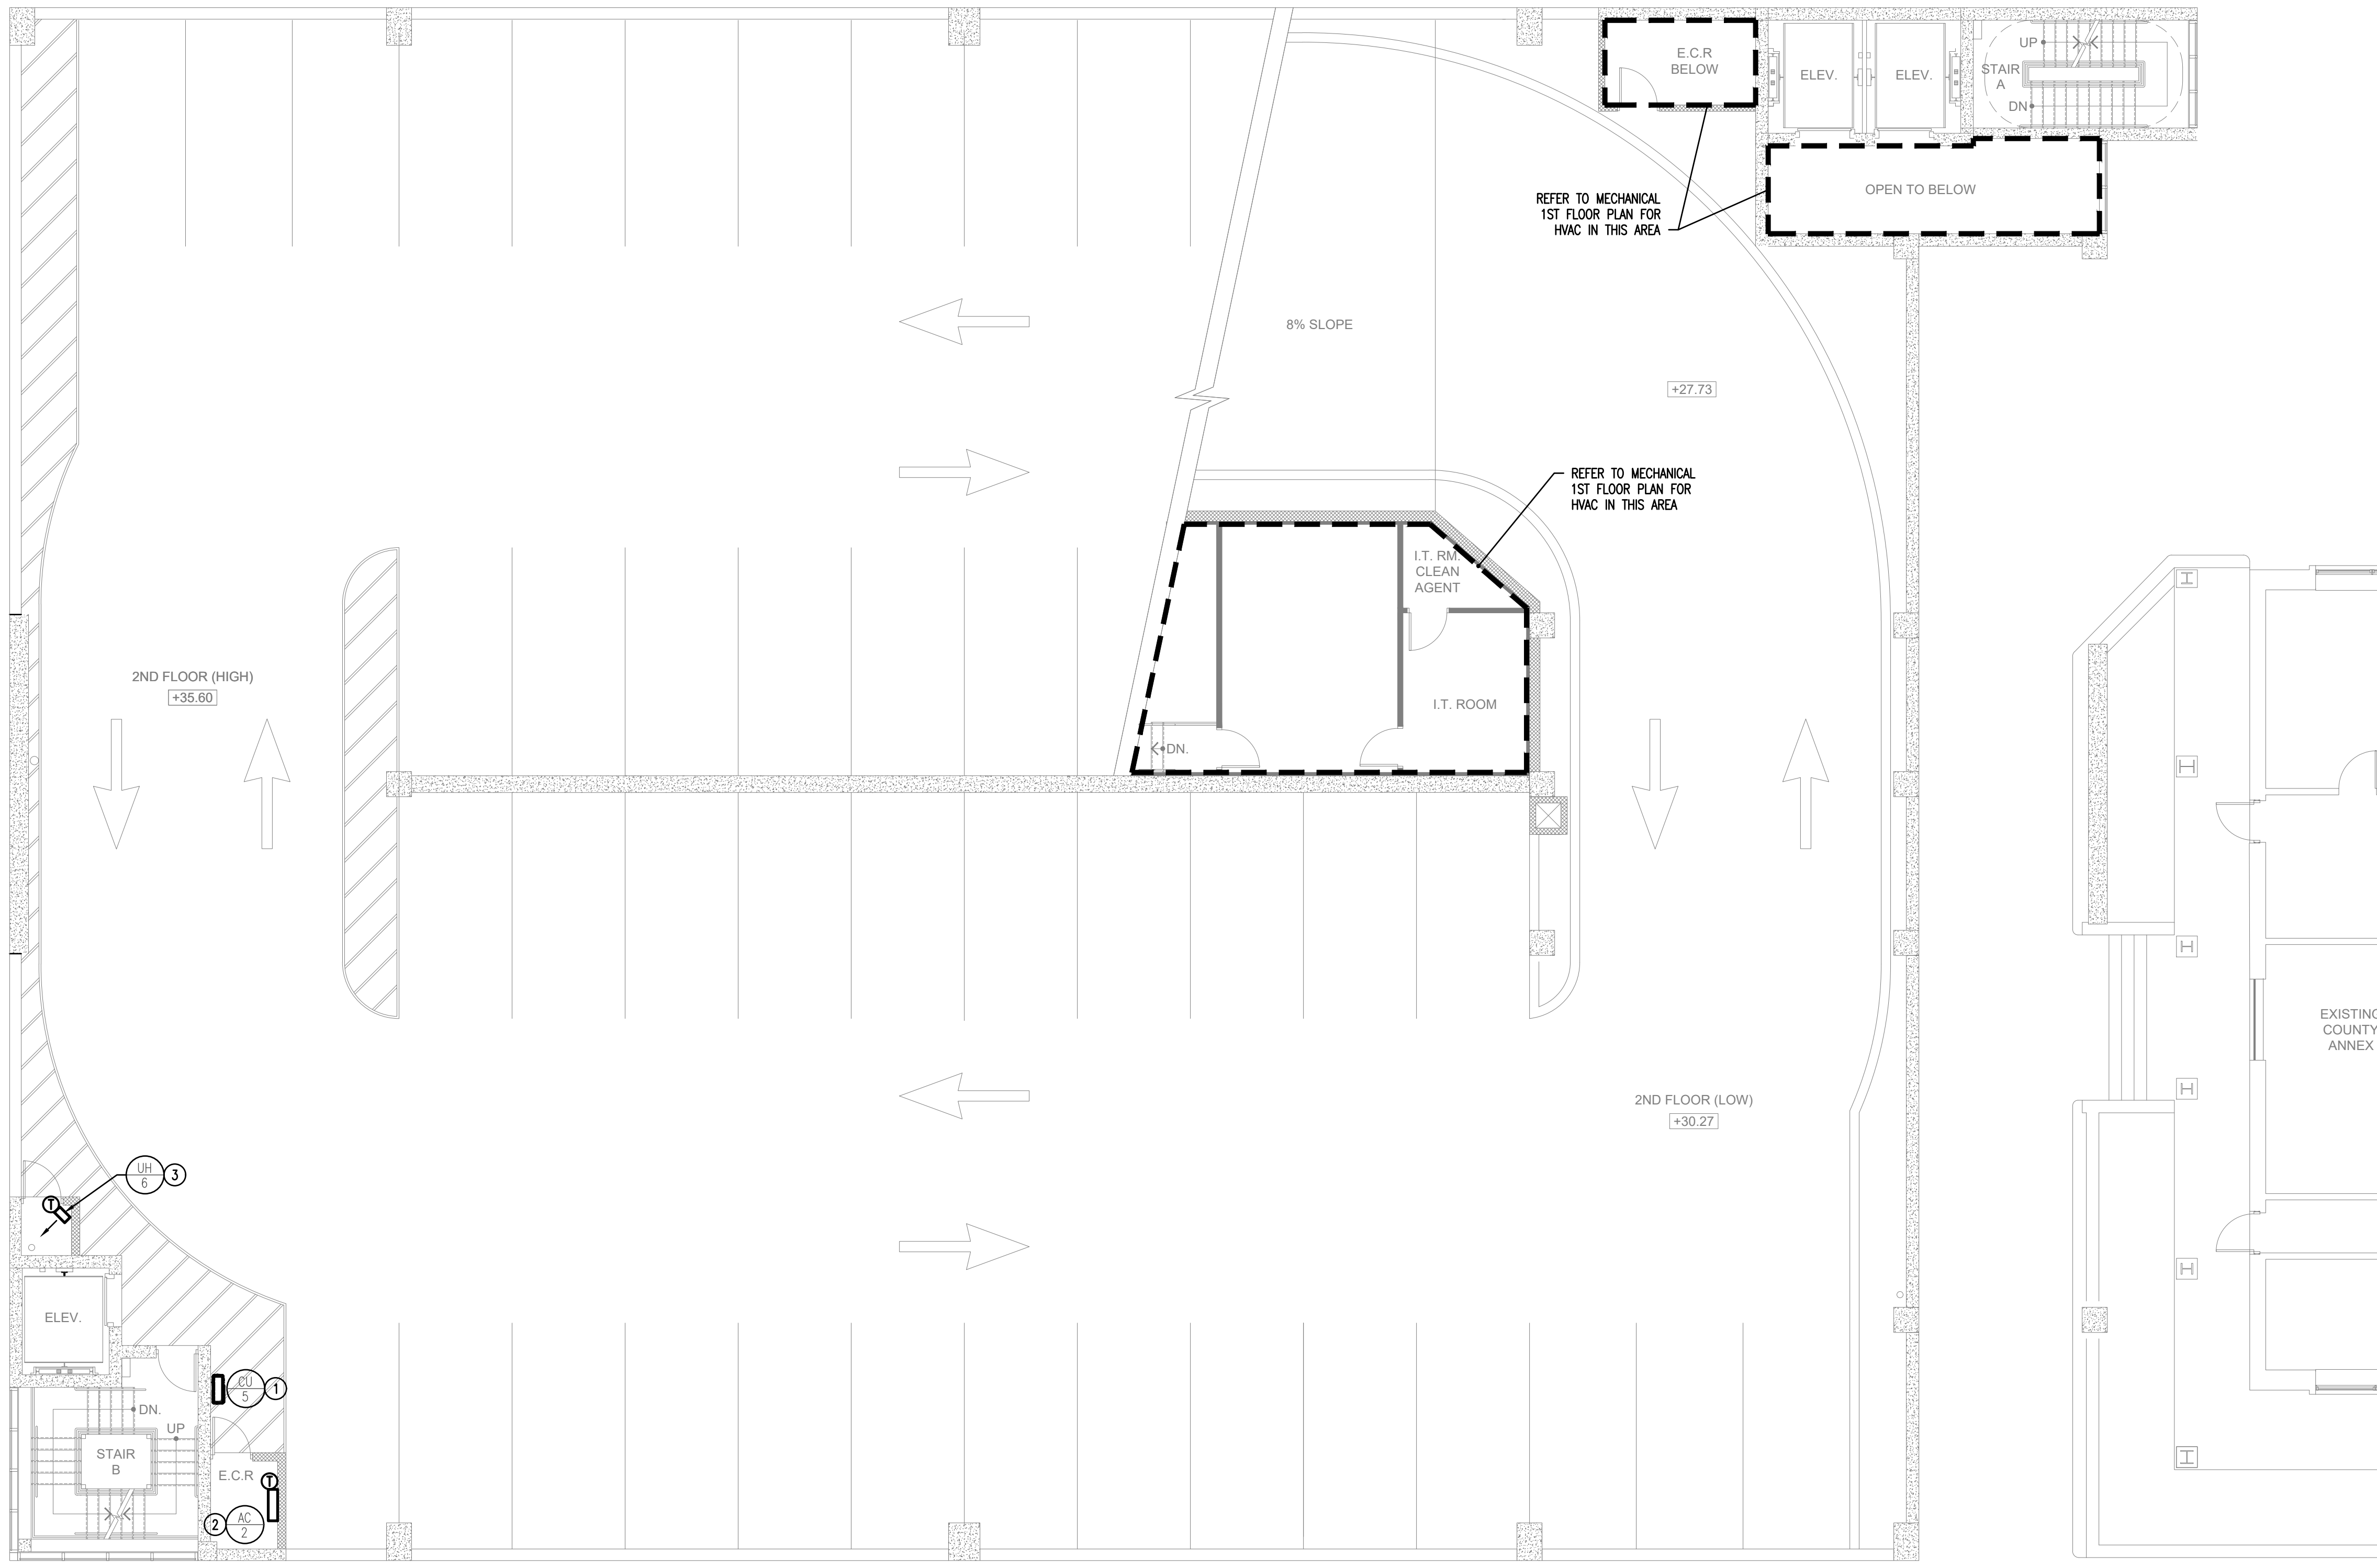 E.C.R
BELOW
ELEV.
ELEV.
UP
STAIR
A
DN
OPEN TO BELOW
REFER TO MECHANICAL
1ST FLOOR PLAN FOR
HVAC IN THIS AREA
8% SLOPE
+27.73
REFER TO MECHANICAL
1ST FLOOR PLAN FOR
HVAC IN THIS AREA
I.T. RM.
CLEAN
AGENT
I.T. ROOM
DN.
2ND FLOOR (HIGH)
+35.60
EXISTING
COUNTY
ANNEX
2ND FLOOR (LOW)
+30.27
UH
6
3
T
ELEV.
CU
5
1
DN.
UP
STAIR
B
E.C.R
T
2
AC
2